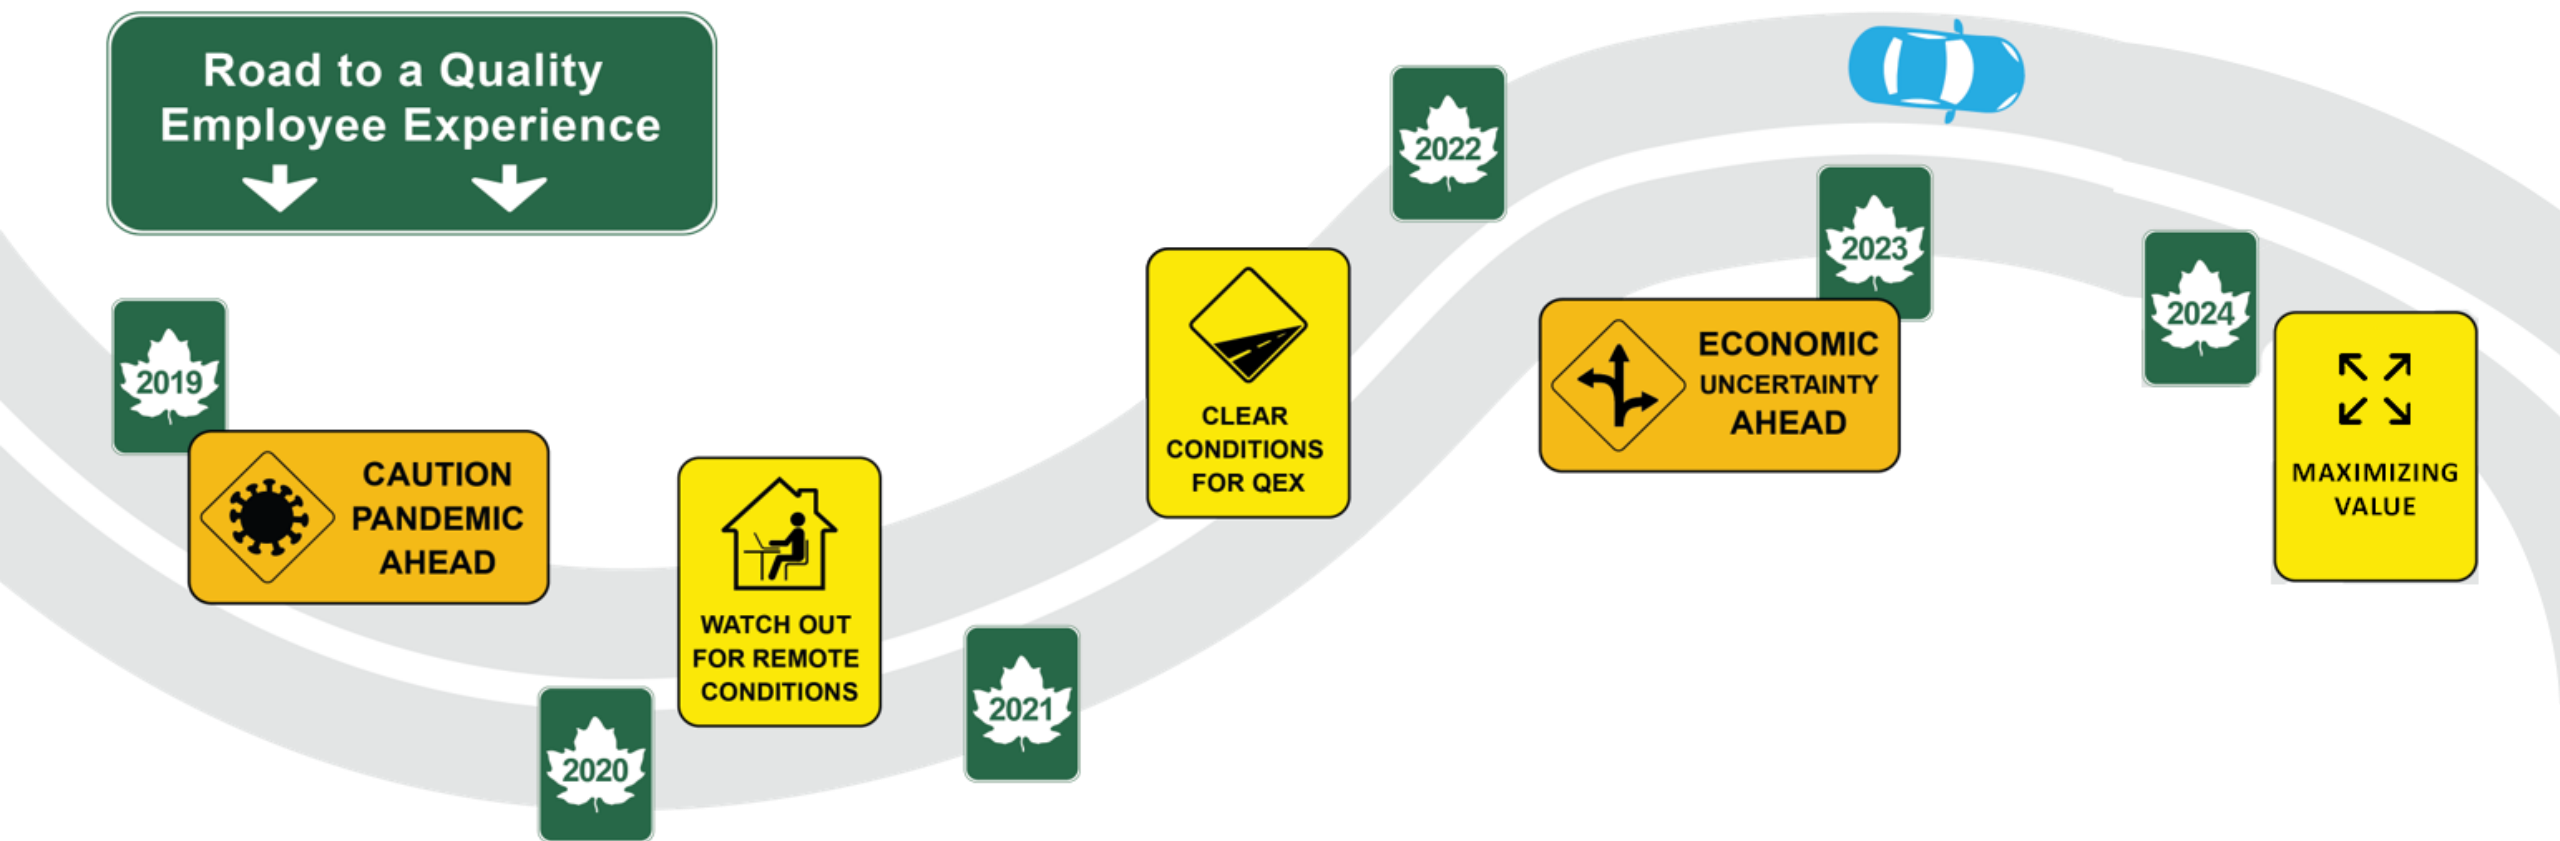 Road to a Quality
Employee Experience
2019
CAUTION
PANDEMIC
AHEAD
2020
WATCH OUT
FOR REMOTE
CONDITIONS
2021
CLEAR
CONDITIONS
FOR QEX
2022
ECONOMIC
UNCERTAINTY
AHEAD
2023
2024
MAXIMIZING
VALUE